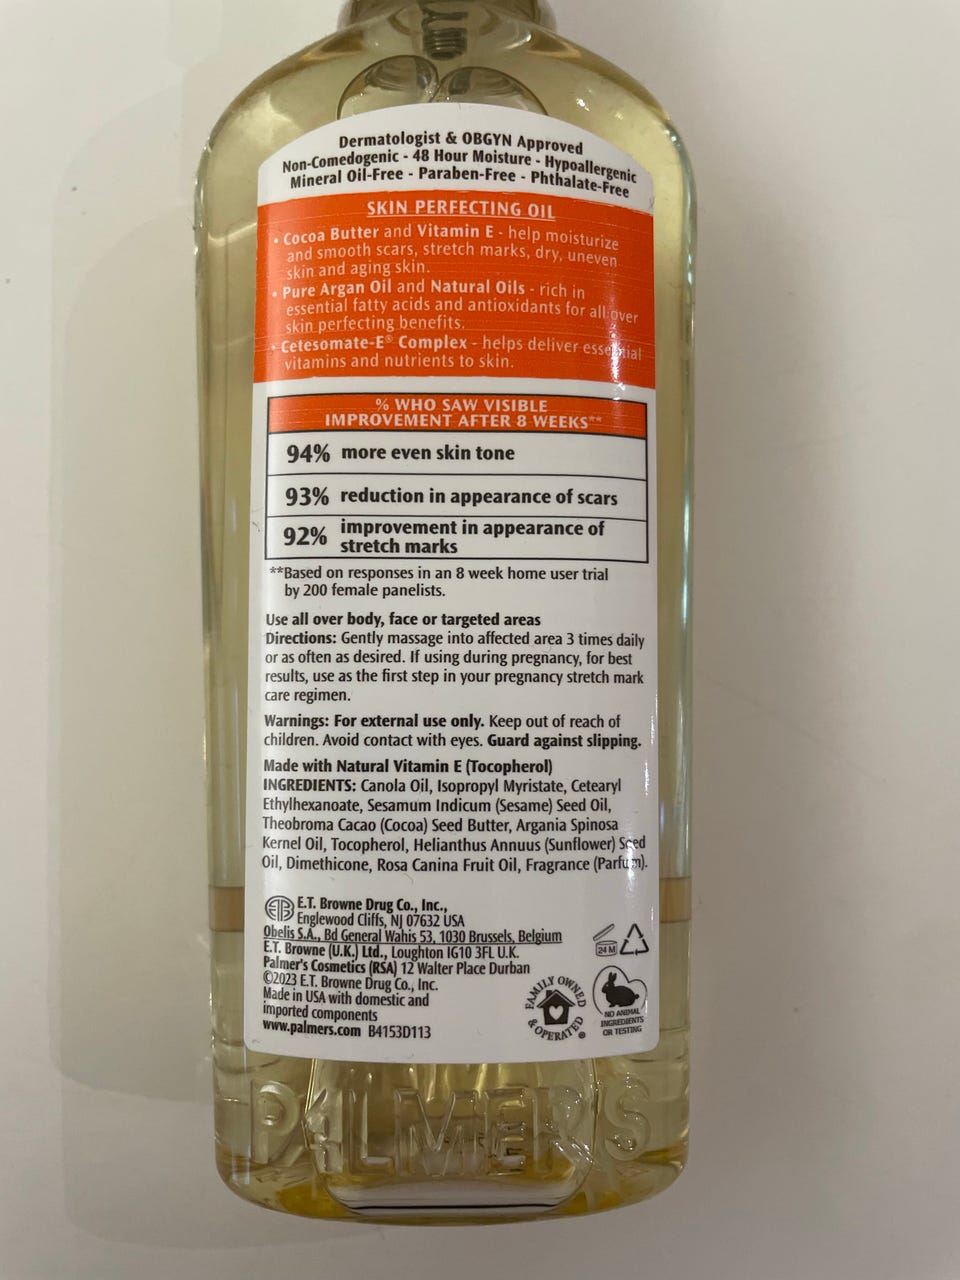 Dermatologist & OBGYN Approved
Non-Comedogenic - 48 Hour Moisture - Hypoallergenic
Mineral Oil-Free - Paraben-Free - Phthalate-Free
SKIN PERFECTING OIL
• Cocoa Butter and Vitamin E - help moisturize
and smooth scars, stretch marks, dry, uneven
skin and aging skin.
• Pure Argan Oil and Natural Oils - rich in
essential fatty acids and antioxidants for all over
skin perfecting benefits.
• Cetesomate-E® Complex - helps deliver essential
vitamins and nutrients to skin.
% WHO SAW VISIBLE
IMPROVEMENT AFTER 8 WEEKS**
94% more even skin tone
93% reduction in appearance of scars
92% improvement in appearance of
stretch marks
**Based on responses in an 8 week home user trial
by 200 female panelists.
Use all over body, face or targeted areas
Directions: Gently massage into affected area 3 times daily
or as often as desired. If using during pregnancy, for best
results, use as the first step in your pregnancy stretch mark
care regimen.
Warnings: For external use only. Keep out of reach of
children. Avoid contact with eyes. Guard against slipping.
Made with Natural Vitamin E (Tocopherol)
INGREDIENTS: Canola Oil, Isopropyl Myristate, Cetearyl
Ethylhexanoate, Sesamum Indicum (Sesame) Seed Oil,
Theobroma Cacao (Cocoa) Seed Butter, Argania Spinosa
Kernel Oil, Tocopherol, Helianthus Annuus (Sunflower) Seed
Oil, Dimethicone, Rosa Canina Fruit Oil, Fragrance (Parfum).
EB
E.T. Browne Drug Co., Inc.,
Englewood Cliffs, NJ 07632 USA
Obelis S.A., Bd General Wahis 53, 1030 Brussels, Belgium
E.T. Browne (U.K.) Ltd., Loughton IG10 3FL U.K.
Palmer's Cosmetics (RSA) 12 Walter Place Durban
©2023 E.T. Browne Drug Co., Inc.
Made in USA with domestic and
imported components
www.palmers.com B4153D113
24 M
FAMILY OWNED
& OPERATED ®
NO ANIMAL
INGREDIENTS
OR TESTING
PALMER'S